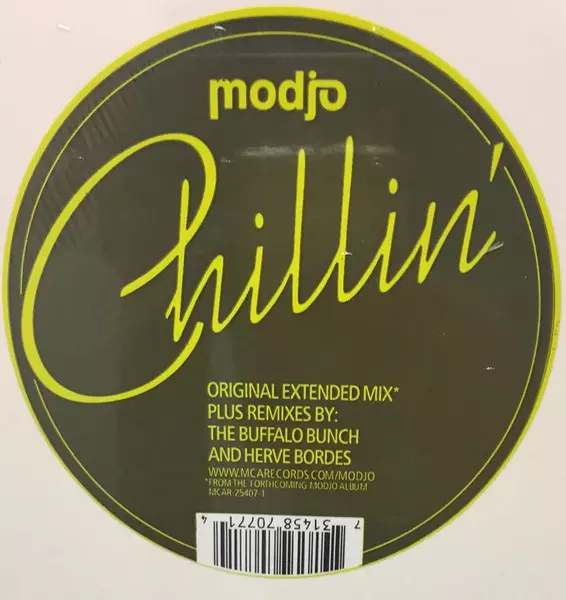 modjo
Chillin'
ORIGINAL EXTENDED MIX*
PLUS REMIXES BY:
THE BUFFALO BUNCH
AND HERVE BORDES
WWW.MCARECORDS.COM/MODJO
*FROM THE FORTHCOMING MODJO ALBUM
MCAR-25407-1
7 31458 70771 4